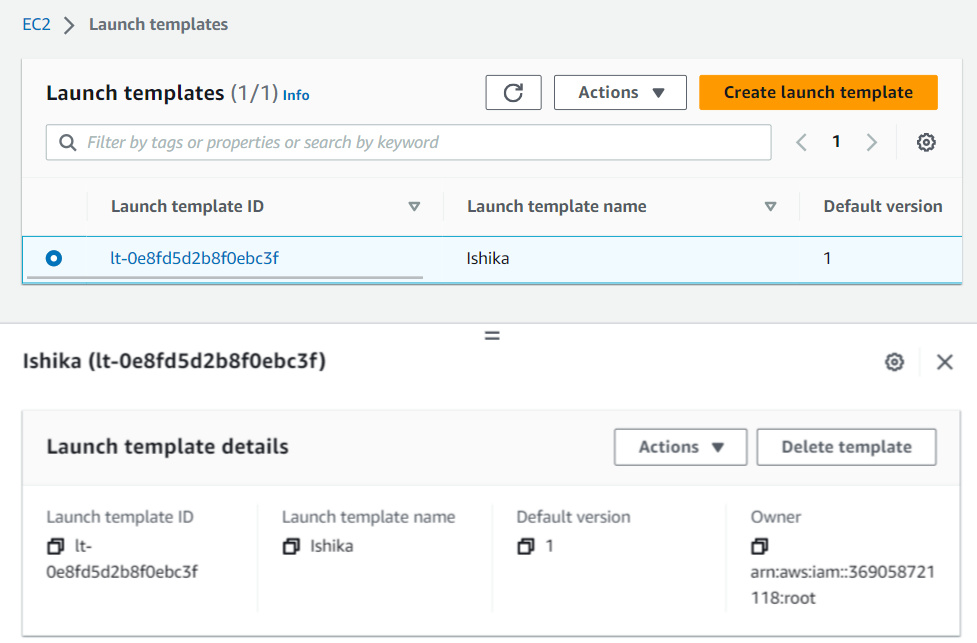 EC2 > Launch templates
Launch templates (1/1) Info
Actions
Create launch template
Filter by tags or properties or search by keyword
1
Launch template ID
Launch template name
Default version
lt-0e8fd5d2b8f0ebc3f
Ishika
1
Ishika (lt-0e8fd5d2b8f0ebc3f)
Launch template details
Actions
Delete template
Launch template ID
lt-
0e8fd5d2b8f0ebc3f
Launch template name
Ishika
Default version
1
Owner
arn:aws:iam::369058721
118:root